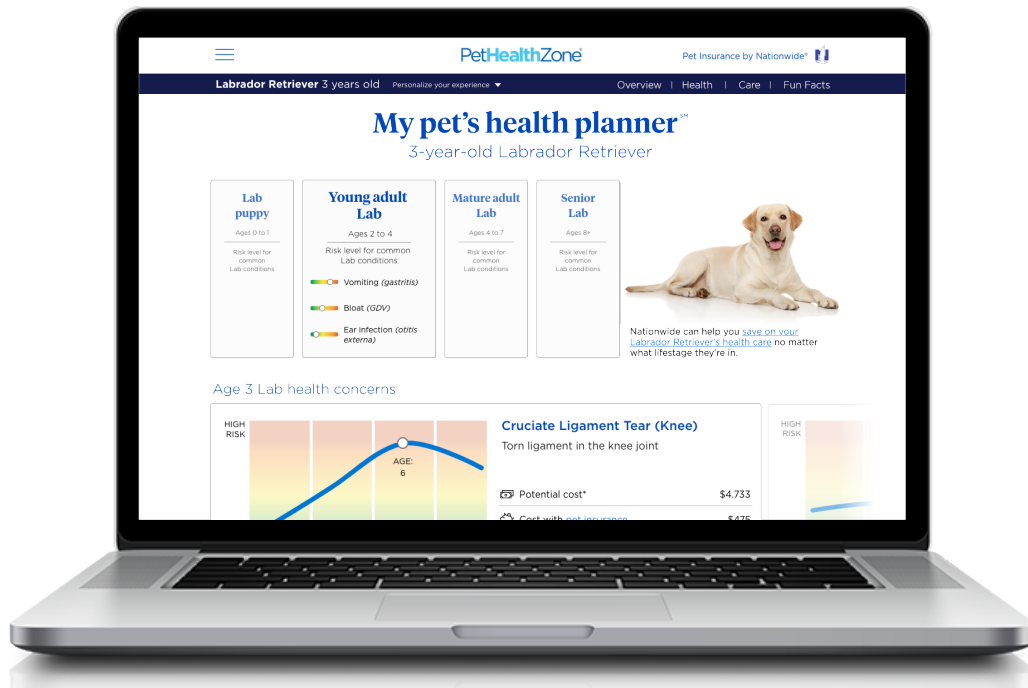 PetHealthZone®
Pet Insurance by Nationwide®
Labrador Retriever 3 years old Personalize your experience
Overview | Health | Care | Fun Facts
My pet's health planner℠
3-year-old Labrador Retriever
Lab
puppy
Ages 0 to 1
Risk level for
common
Lab conditions
Young adult
Lab
Ages 2 to 4
Risk level for common
Lab conditions
Vomiting (gastritis)
Bloat (GDV)
Ear infection (otitis
externa)
Mature adult
Lab
Ages 4 to 7
Risk level for
common
Lab conditions
Senior
Lab
Ages 8+
Risk level for
common
Lab conditions
Nationwide can help you save on your
Labrador Retriever's health care no matter
what lifestage they're in.
Age 3 Lab health concerns
HIGH
RISK
AGE:
6
Cruciate Ligament Tear (Knee)
Torn ligament in the knee joint
Potential cost* $4.733
Cost with pet insurance $475
HIGH
RISK